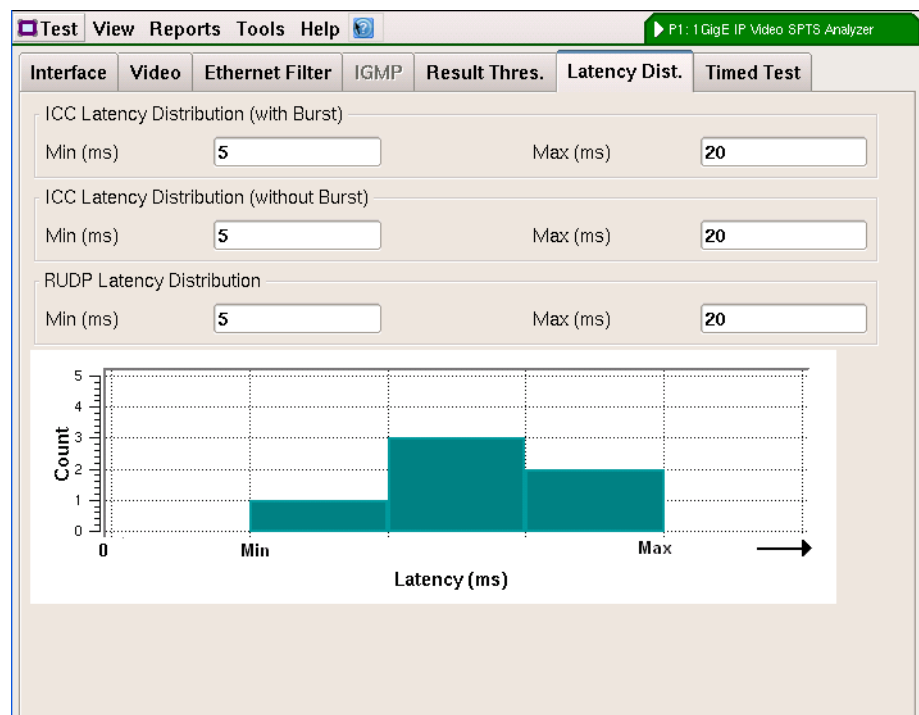 Test View Reports Tools Help P1: 1GigE IP Video SPTS Analyzer
Interface Video Ethernet Filter IGMP Result Thres. Latency Dist. Timed Test
ICC Latency Distribution (with Burst)
Min (ms) 5 Max (ms) 20
ICC Latency Distribution (without Burst)
Min (ms) 5 Max (ms) 20
RUDP Latency Distribution
Min (ms) 5 Max (ms) 20
5
4
3
2
1
0
Count
0 Min Max
Latency (ms)